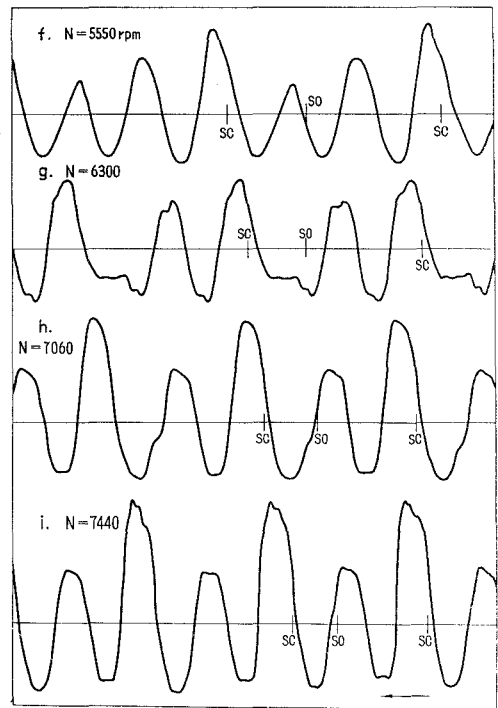 f. N=5550 rpm
SO
SC
SC
g. N=6300
SC
SO
SC
h.
N=7060
SC
SO
SC
i. N=7440
SC
SO
SC